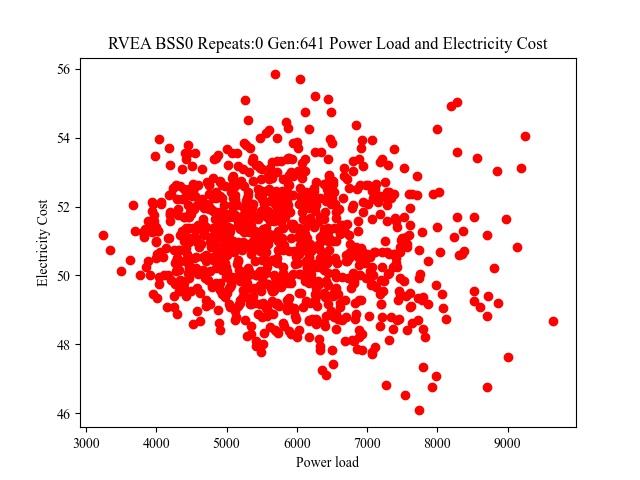 RVEA BSS0 Repeats:0 Gen:641 Power Load and Electricity Cost
56
54
52
50
48
46
Electricity Cost
3000 4000 5000 6000 7000 8000 9000
Power load